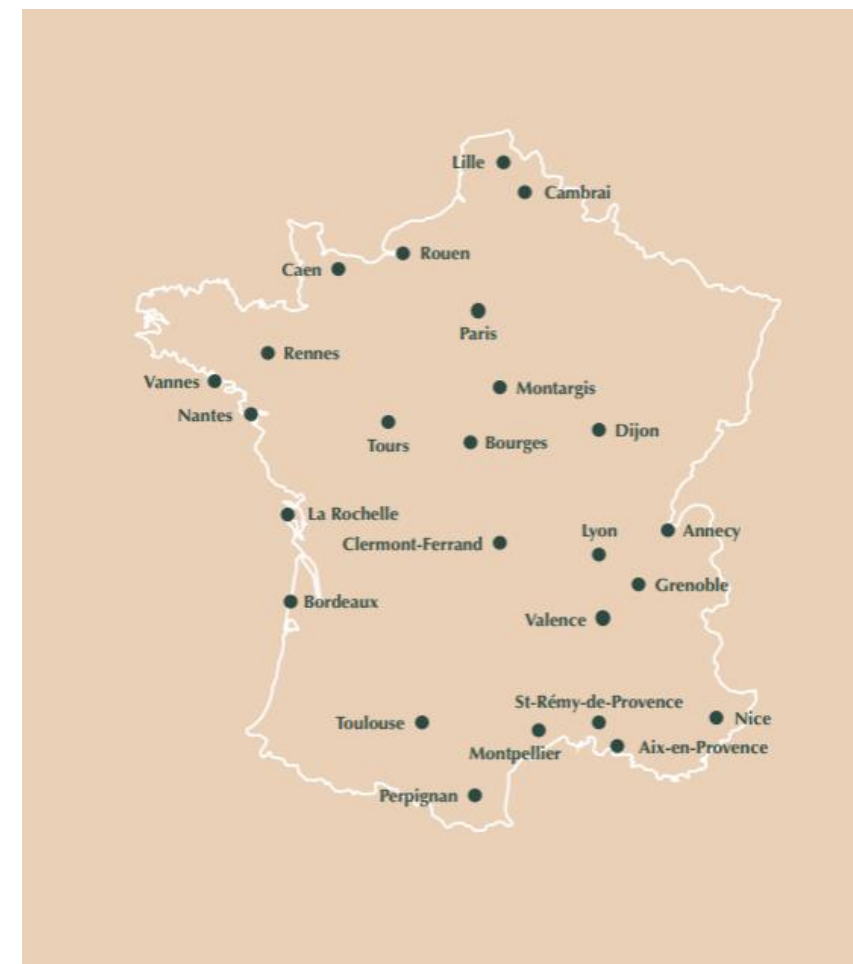 Lille
Cambrai
Rouen
Caen
Paris
Rennes
Vannes
Montargis
Nantes
Tours
Bourges
Dijon
La Rochelle
Clermont-Ferrand
Lyon
Annecy
Grenoble
Bordeaux
Valence
St-Rémy-de-Provence
Toulouse
Nice
Montpellier
Aix-en-Provence
Perpignan